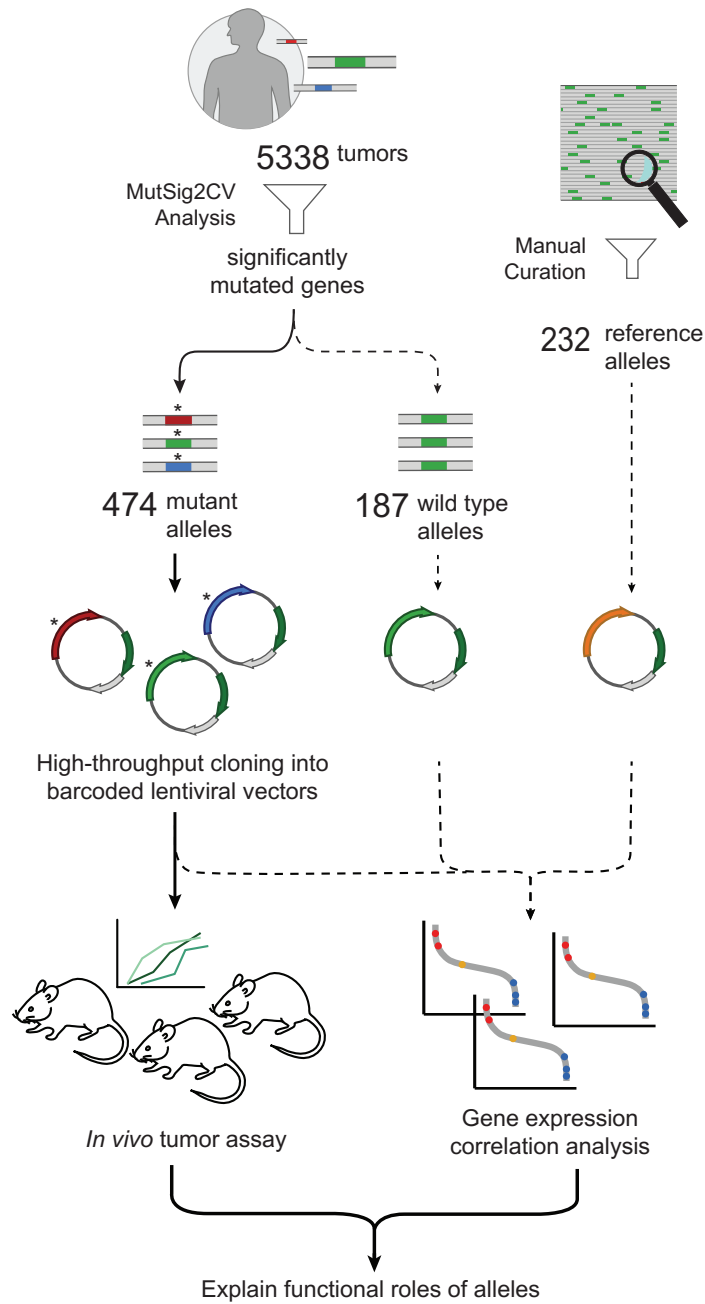 5338 tumors
MutSig2CV
Analysis
significantly
mutated genes
Manual
Curation
232 reference
alleles
*
*
*
474 mutant
alleles
187 wild type
alleles
*
*
*
High-throughput cloning into
barcoded lentiviral vectors
In vivo tumor assay
Gene expression
correlation analysis
Explain functional roles of alleles